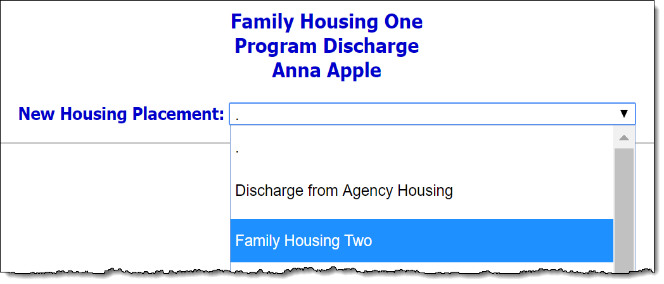 Family Housing One
Program Discharge
Anna Apple
New Housing Placement: .
.
Discharge from Agency Housing
Family Housing Two